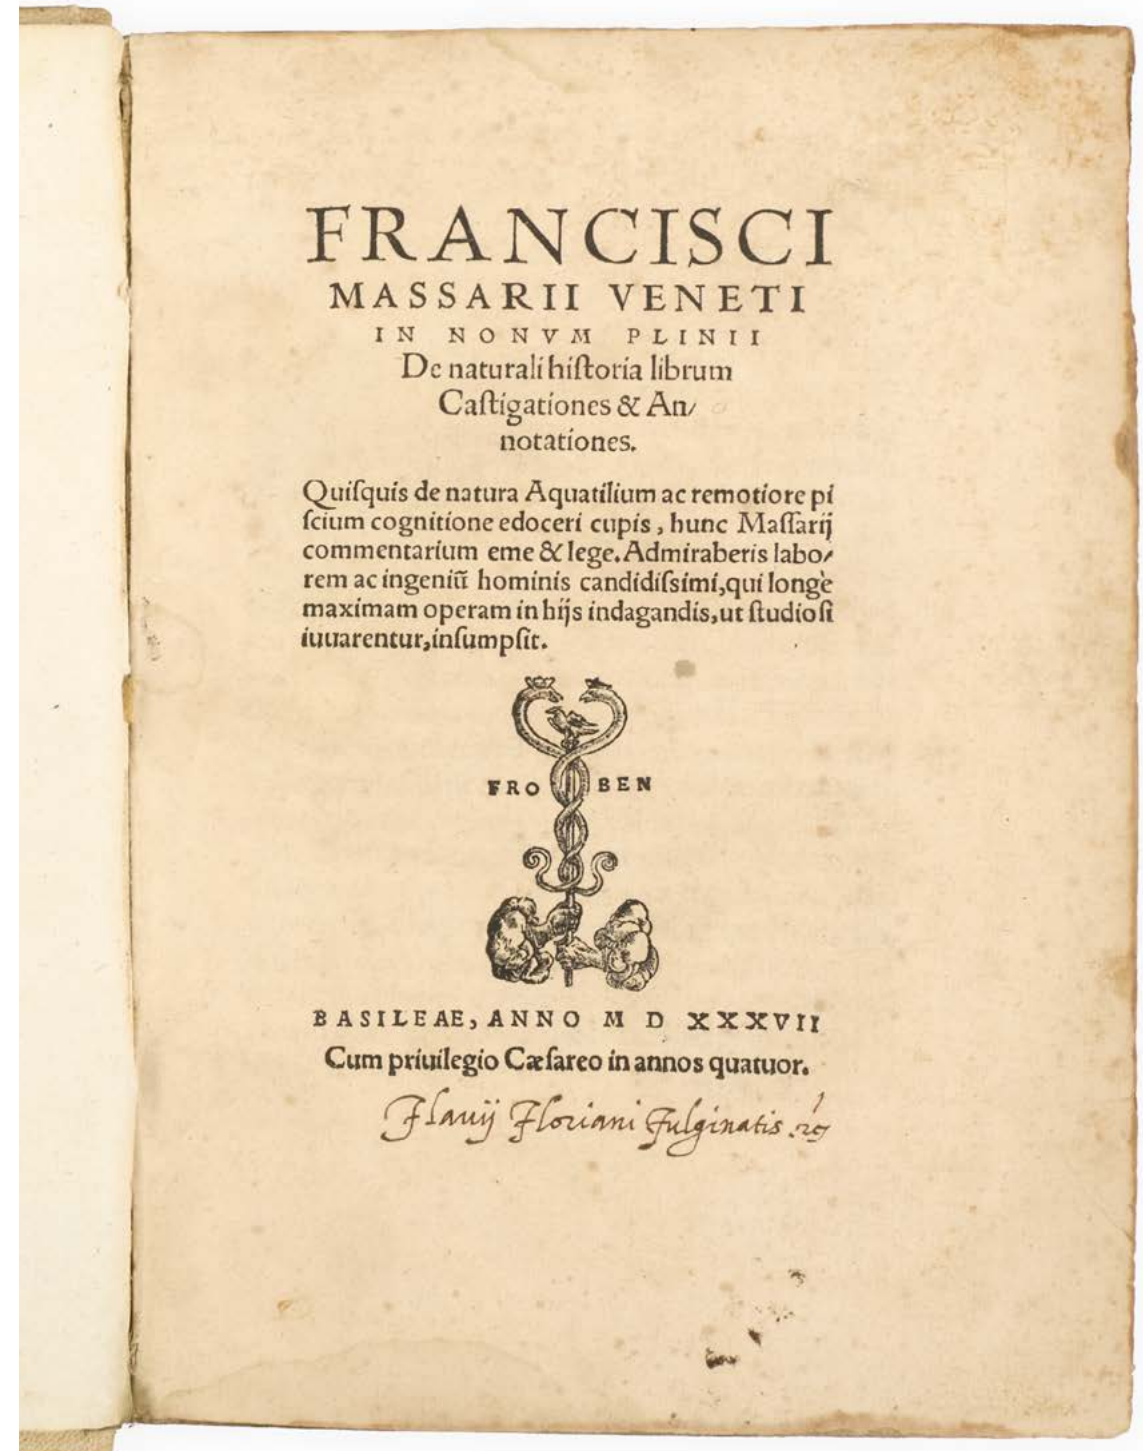 FRANCISCI
MASSARII VENETI
IN NONVM PLINII
De naturali hiſtoria librum
Caſtigationes & An⸗
notationes.
Quiſquis de natura Aquatilium ac remotiore pi
ſcium cognitione edoceri cupis, hunc Maſſarij
commentarium eme & lege. Admiraberis labo⸗
rem ac ingeniũ hominis candidiſsimi, qui longè
maximam operam in hijs indagandis, ut ſtudioſi
iuuarentur, inſumpſit.
FRO BEN
BASILEAE, ANNO M D XXXVII
Cum priuilegio Cæſareo in annos quatuor.
Flauij Floriani Fulginatis